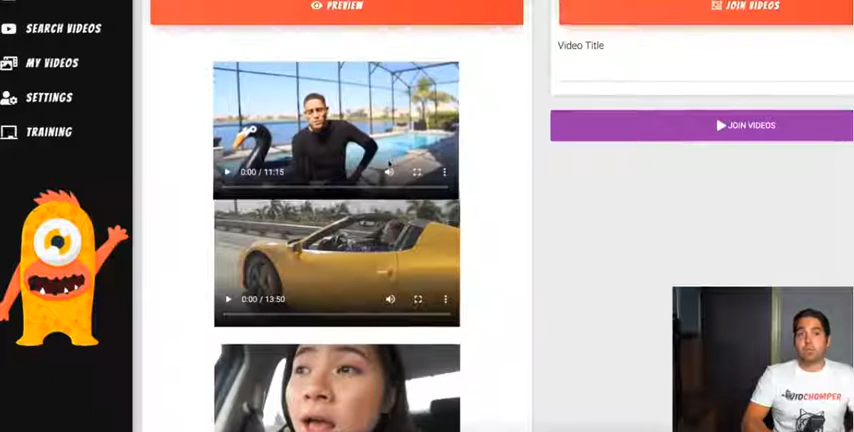 PREVIEW
JOIN VIDEOS
SEARCH VIDEOS
MY VIDEOS
SETTINGS
TRAINING
Video Title
JOIN VIDEOS
0:00 / 11:15
0:00 / 13:50
VIDCHOMPER